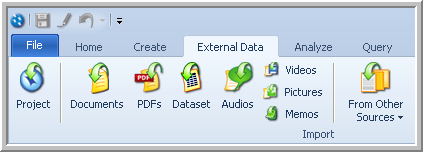 File Home Create External Data Analyze Query
Project Documents PDFs Dataset Audios Videos Pictures Memos From Other Sources
PDF
Import